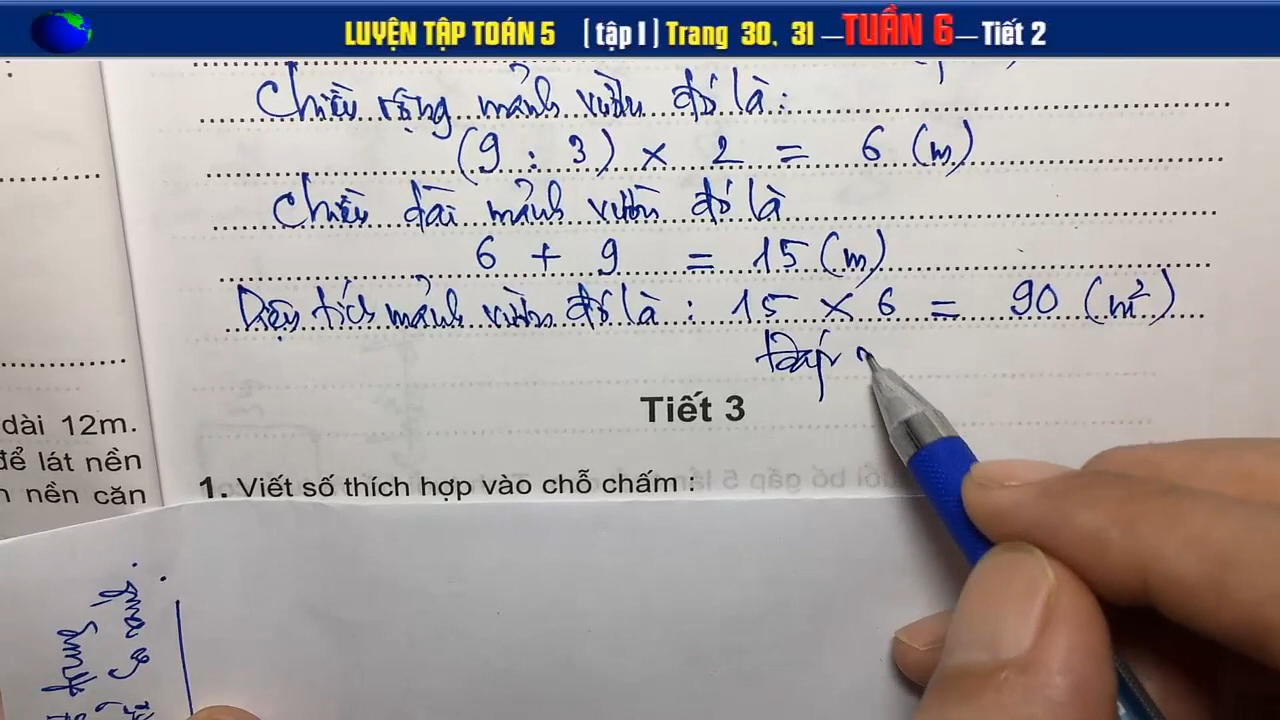 LUYỆN TẬP TOÁN 5 ( tập I ) Trang 30, 31 – TUẦN 6 – Tiết 2
Chiều rộng mảnh vườn đó là :
(9 : 3) x 2 = 6 (m)
Chiều dài mảnh vườn đó là
6 + 9 = 15 (m)
Diện tích mảnh vườn đó là : 15 x 6 = 90 (m²)
Đáp
Tiết 3
1. Viết số thích hợp vào chỗ chấm :
dài 12m.
để lát nền
nền căn